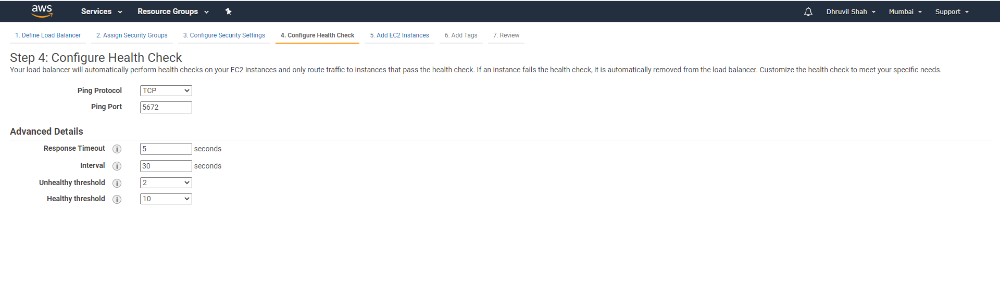 aws Services Resource Groups Dhruvil Shah Mumbai Support
1. Define Load Balancer 2. Assign Security Groups 3. Configure Security Settings 4. Configure Health Check 5. Add EC2 Instances 6. Add Tags 7. Review
Step 4: Configure Health Check
Your load balancer will automatically perform health checks on your EC2 instances and only route traffic to instances that pass the health check. If an instance fails the health check, it is automatically removed from the load balancer. Customize the health check to meet your specific needs.
Ping Protocol TCP
Ping Port 5672
Advanced Details
Response Timeout i 5 seconds
Interval i 30 seconds
Unhealthy threshold i 2
Healthy threshold i 10